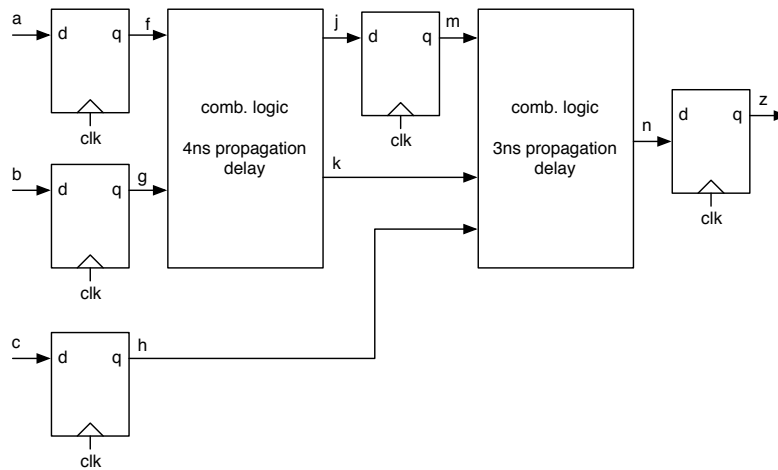 a
d
q
f
clk
b
d
q
g
clk
c
d
q
h
clk
comb. logic
4ns propagation
delay
j
k
d
q
m
clk
comb. logic
3ns propagation
delay
n
d
q
z
clk